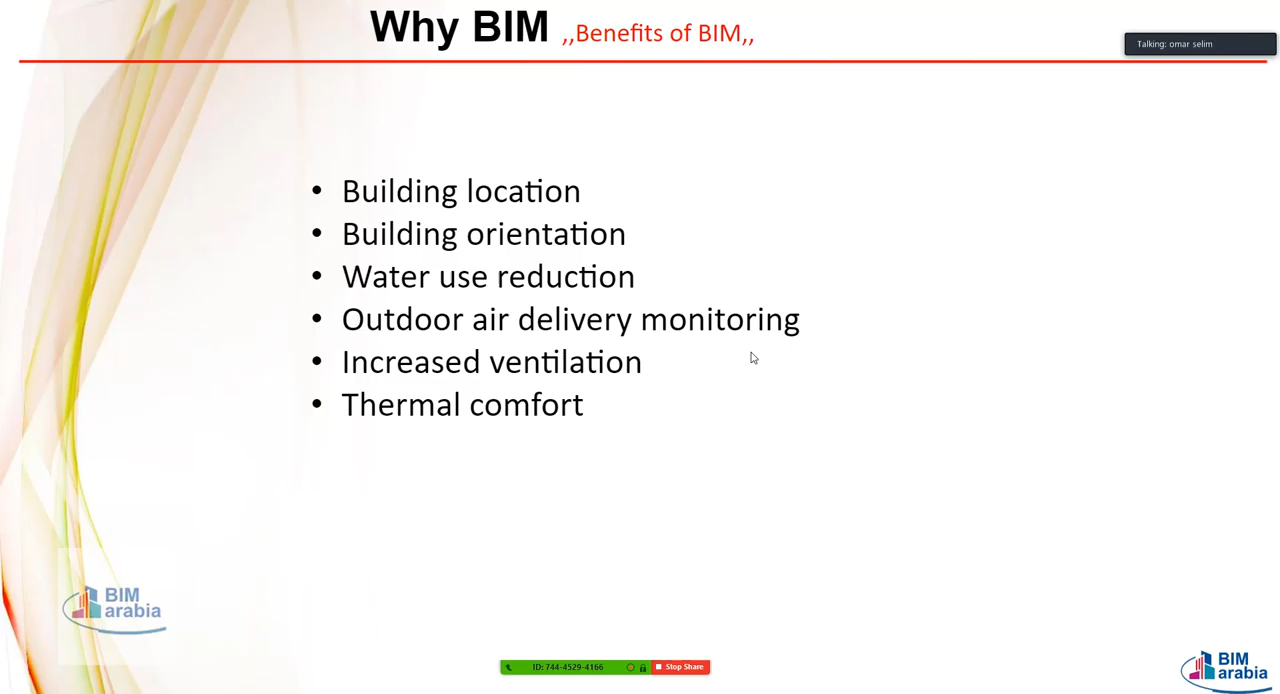 Why BIM ,,Benefits of BIM,,
Talking: omar selim
• Building location
• Building orientation
• Water use reduction
• Outdoor air delivery monitoring
• Increased ventilation
• Thermal comfort
BIM
arabia
ID: 744-4529-4166 Stop Share
BIM
arabia